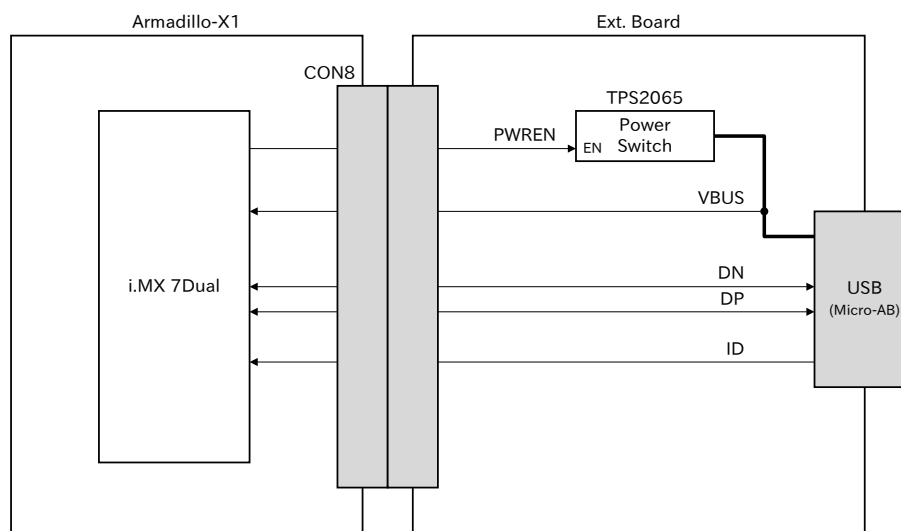 Armadillo-X1
Ext. Board
CON8
TPS2065
Power
Switch
EN
PWREN
VBUS
i.MX 7Dual
DN
DP
USB
(Micro-AB)
ID